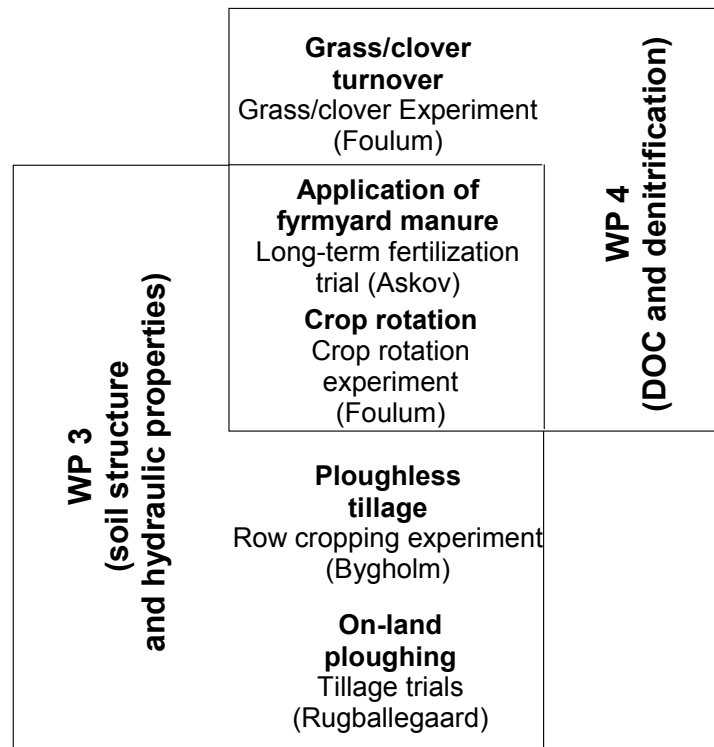 Grass/clover
turnover
Grass/clover Experiment
(Foulum)
Application of
fyrmyard manure
Long-term fertilization
trial (Askov)
Crop rotation
Crop rotation
experiment
(Foulum)
Ploughless
tillage
Row cropping experiment
(Bygholm)
On-land
ploughing
Tillage trials
(Rugballegaard)
WP 3
(soil structure
and hydraulic properties)
WP 4
(DOC and denitrification)